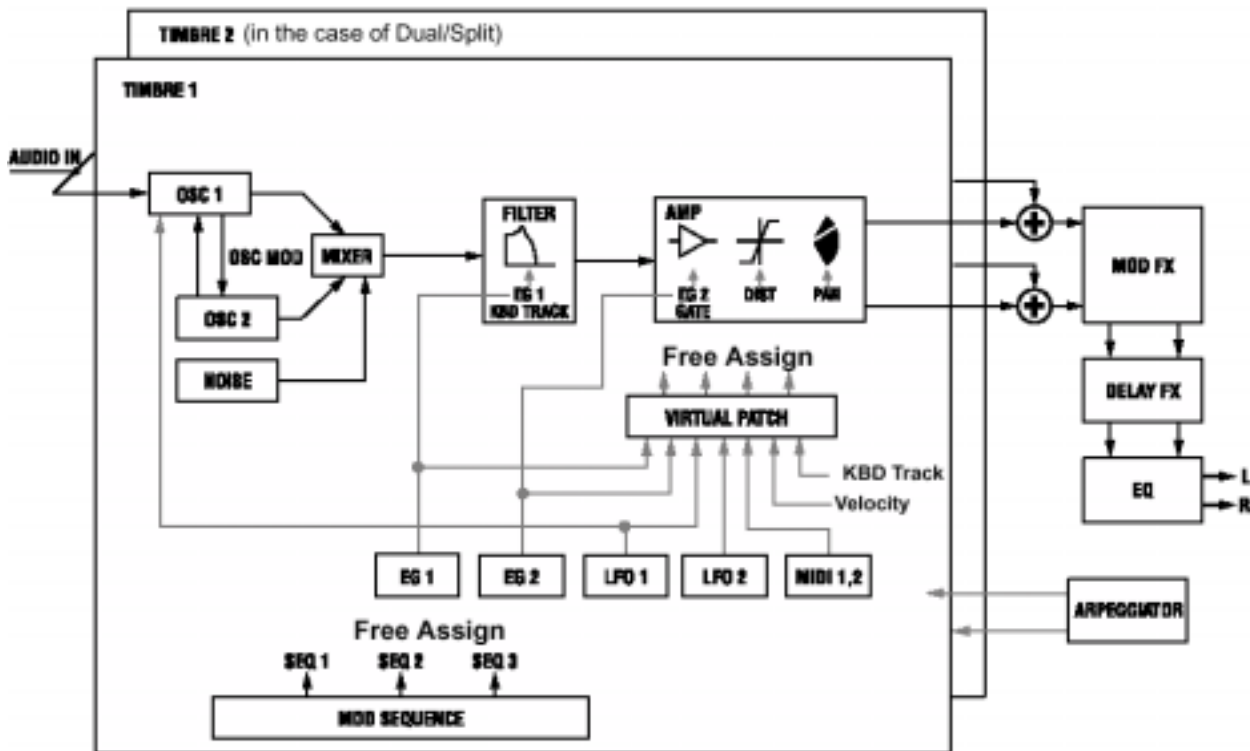 TIMBRE 2 (in the case of Dual/Split)
TIMBRE 1
AUDIO IN
OSC 1
OSC MOD
MIXER
OSC 2
NOISE
FILTER
EG 1
KBD TRACK
AMP
EG 2
GATE
DIST
PAN
MOD FX
DELAY FX
EQ
L
R
Free Assign
VIRTUAL PATCH
KBD Track
Velocity
EG 1
EG 2
LFO 1
LFO 2
MIDI 1,2
ARPEGGIATOR
Free Assign
SEQ 1
SEQ 2
SEQ 3
MOD SEQUENCE